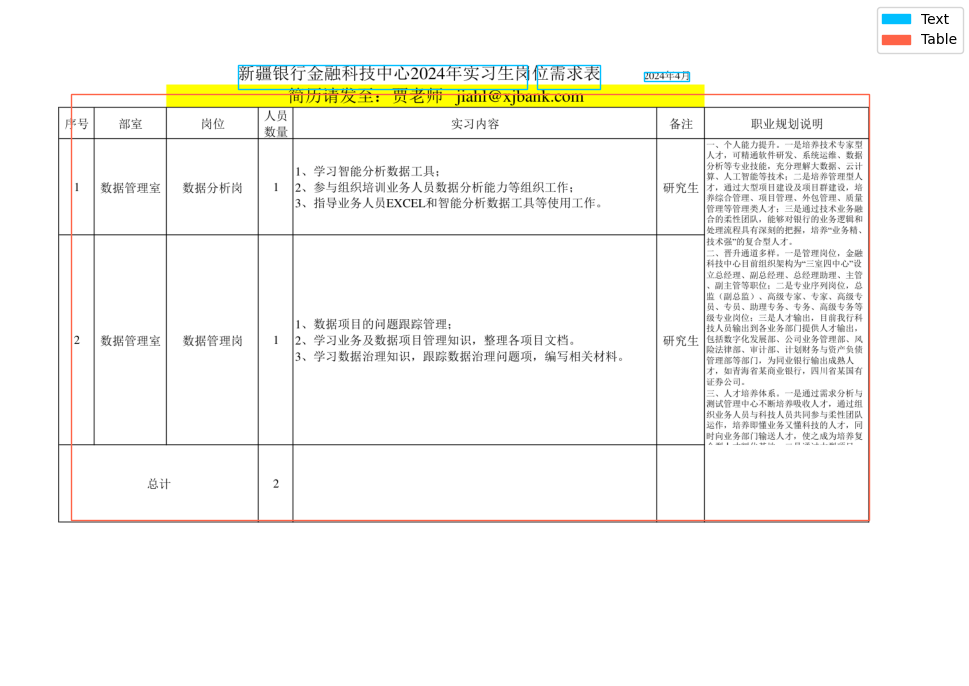 Text
Table
新疆银行金融科技中心2024年实习生岗位需求表
2024年4月
简历请发至：贾老师 jiahl@xjbank.com
序号 部室 岗位 人员数量 实习内容 备注 职业规划说明
1 数据管理室 数据分析岗 1
1、学习智能分析数据工具；
2、参与组织培训业务人员数据分析能力等组织工作；
3、指导业务人员EXCEL和智能分析数据工具等使用工作。
研究生
2 数据管理室 数据管理岗 1
1、数据项目的问题跟踪管理；
2、学习业务及数据项目管理知识，整理各项目文档。
3、学习数据治理知识，跟踪数据治理问题项，编写相关材料。
研究生
一、个人能力提升。一是培养技术专家型
人才，可精通软件研发、系统运维、数据
分析等专业技能，充分理解大数据、云计
算、人工智能等技术；二是培养管理型人
才，通过大型项目建设及项目群建设，培
养综合管理、项目管理、外包管理、质量
管理等管理类人才；三是通过技术业务融
合的柔性团队，能够对银行的业务逻辑和
处理流程具有深刻的把握，培养“业务精、
技术强”的复合型人才。
二、晋升通道多样。一是管理岗位，金融
科技中心目前组织架构为“三室四中心”设
立总经理、副总经理、总经理助理、主管
、副主管等职位；二是专业序列岗位，总
监（副总监）、高级专家、专家、高级专
员、专员、助理专务、专务、高级专务等
级专业岗位；三是人才输出，目前我行科
技人员输出到各业务部门提供人才输出，
包括数字化发展部、公司业务管理部、风
险法律部、审计部、计划财务与资产负债
管理部等部门，为同业银行输出成熟人
才，如青海省某商业银行，四川省某国有
证券公司。
三、人才培养体系。一是通过需求分析与
测试管理中心不断培养吸收人才，通过组
织业务人员与科技人员共同参与柔性团队
运作，培养即懂业务又懂科技的人才，同
时向业务部门输送人才，使之成为培养复
总计 2